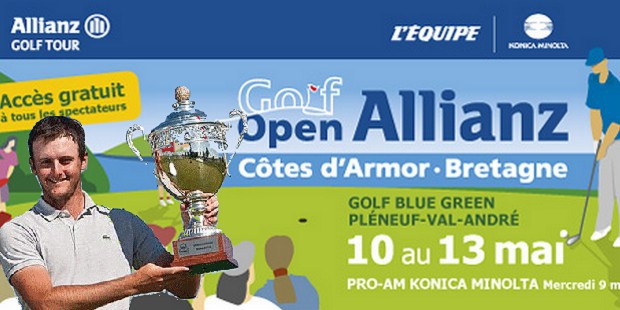 Allianz
GOLF TOUR
L'ÉQUIPE
KONICA MINOLTA
Accès gratuit
à tous les spectateurs
Golf
Open Allianz
Côtes d'Armor · Bretagne
GOLF BLUE GREEN
PLÉNEUF-VAL-ANDRÉ
10 au 13 mai
PRO-AM KONICA MINOLTA Mercredi 9 m